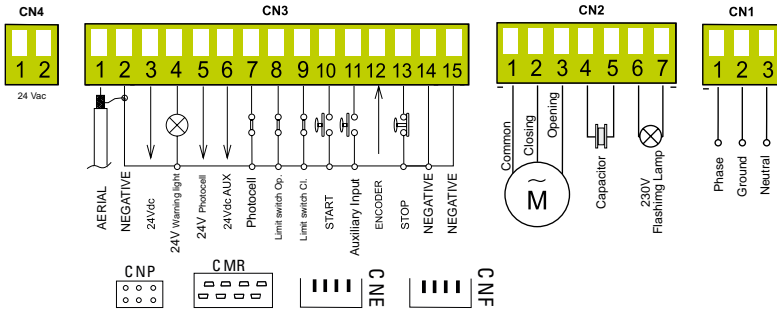 CN4
CN3
CN2
CN1
1 2
1 2 3 4 5 6 7 8 9 10 11 12 13 14 15
1 2 3 4 5 6 7
1 2 3
24 Vac
AERIAL
NEGATIVE
24Vdc
24V Warning light
24V Photocell
24Vdc AUX
Photocell
Limit switch Op.
Limit switch Cl.
START
Auxiliary Input
ENCODER
STOP
NEGATIVE
NEGATIVE
Common
Closing
Opening
~
M
Capacitor
230V
Flashimg Lamp
Phase
Ground
Neutral
CNP
CMR
CNE
CNF